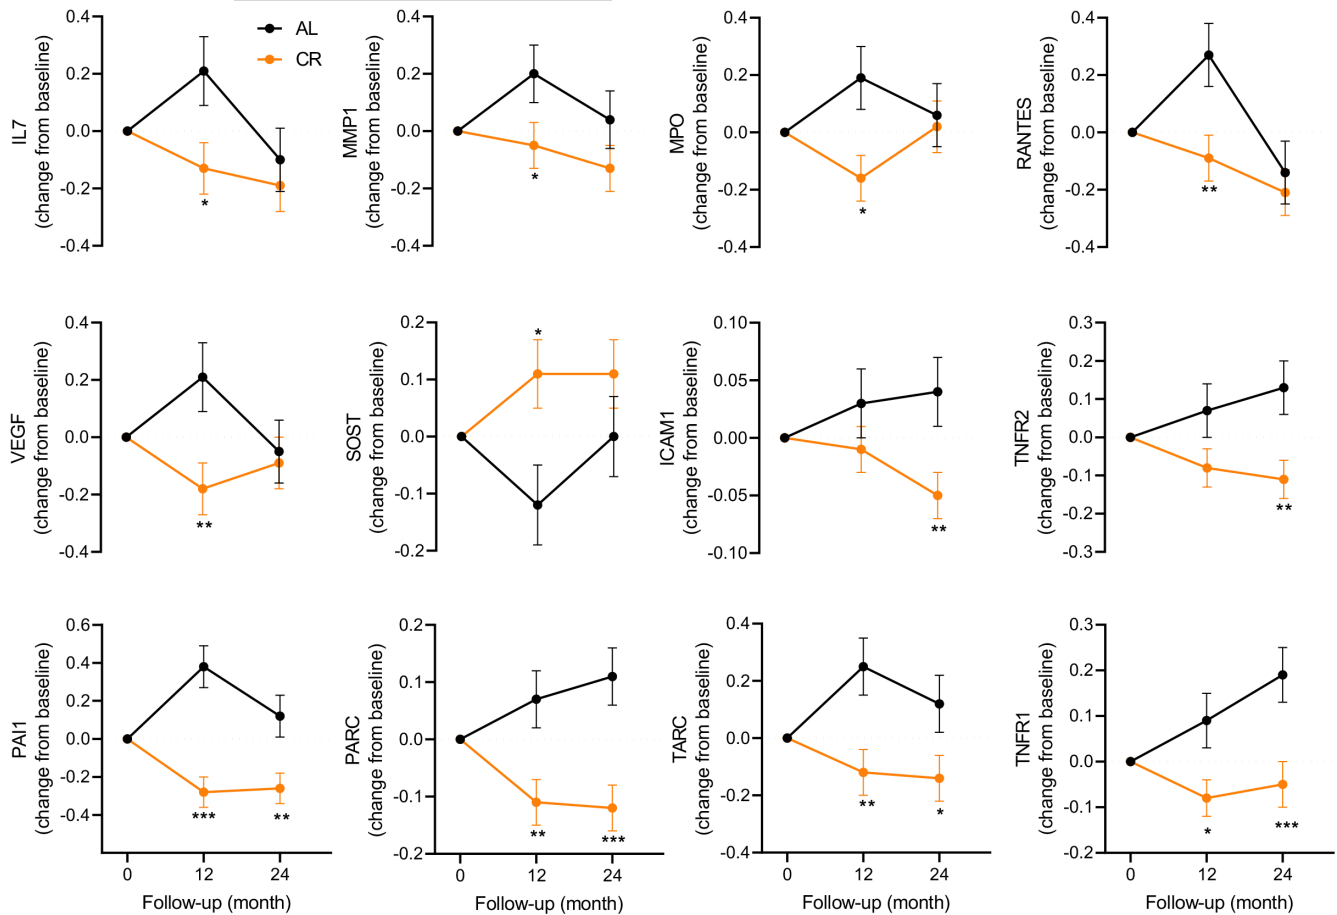 AL
CR
IL7
(change from baseline)
0.4
0.2
0.0
-0.2
-0.4
*
MMP1
(change from baseline)
0.4
0.2
0.0
-0.2
-0.4
*
MPO
(change from baseline)
0.4
0.2
0.0
-0.2
-0.4
*
RANTES
(change from baseline)
0.4
0.2
0.0
-0.2
-0.4
**
VEGF
(change from baseline)
0.4
0.2
0.0
-0.2
-0.4
**
SOST
(change from baseline)
0.2
0.1
0.0
-0.1
-0.2
*
ICAM1
(change from baseline)
0.10
0.05
0.00
-0.05
-0.10
**
TNFR2
(change from baseline)
0.3
0.2
0.1
0.0
-0.1
-0.2
-0.3
**
PAI1
(change from baseline)
0.6
0.4
0.2
0.0
-0.2
-0.4
*** **
0 12 24
Follow-up (month)
PARC
(change from baseline)
0.2
0.1
0.0
-0.1
-0.2
** ***
0 12 24
Follow-up (month)
TARC
(change from baseline)
0.4
0.2
0.0
-0.2
-0.4
** *
0 12 24
Follow-up (month)
TNFR1
(change from baseline)
0.3
0.2
0.1
0.0
-0.1
-0.2
* ***
0 12 24
Follow-up (month)